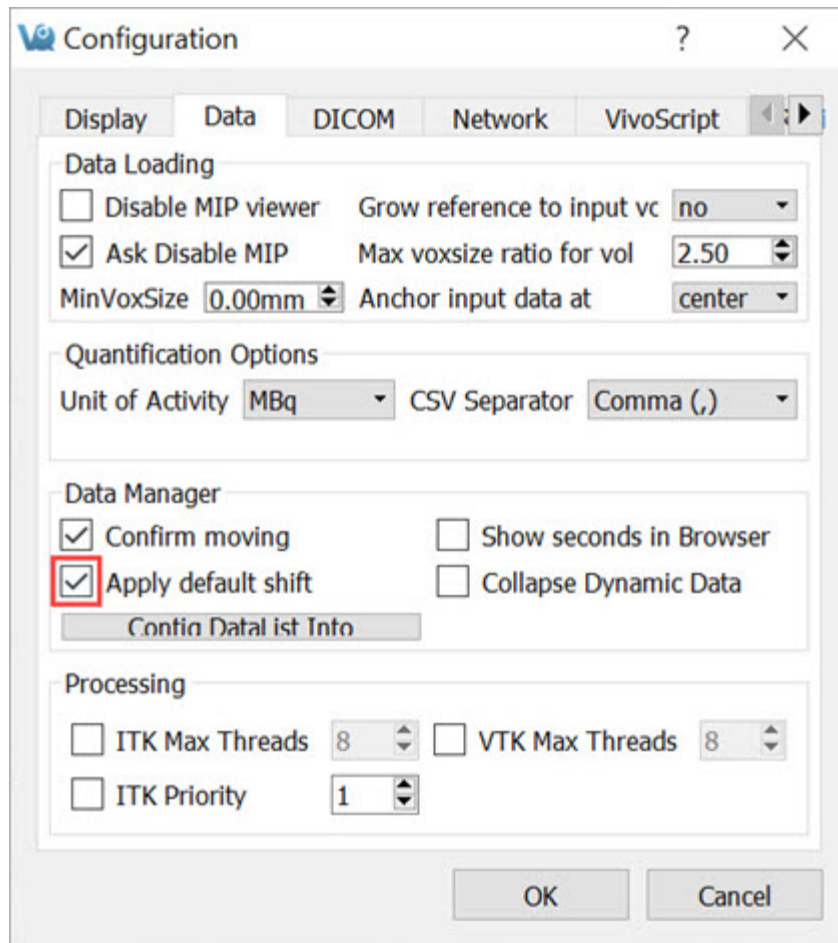 Configuration ?
Display Data DICOM Network VivoScript
Data Loading
Disable MIP viewer Grow reference to input vc no
Ask Disable MIP Max voxsize ratio for vol 2.50
MinVoxSize 0.00mm Anchor input data at center
Quantification Options
Unit of Activity MBq CSV Separator Comma (,)
Data Manager
Confirm moving Show seconds in Browser
Apply default shift Collapse Dynamic Data
Config DataList Info
Processing
ITK Max Threads 8 VTK Max Threads 8
ITK Priority 1
OK Cancel